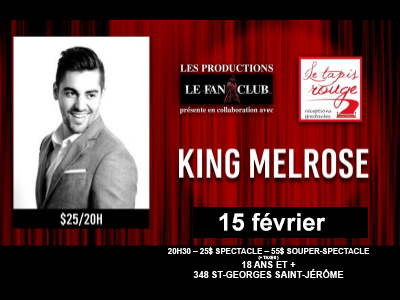 LES PRODUCTIONS
LE FAN CLUB
présente en collaboration avec
Le tapis
rouge
réceptions
spectacles
KING MELROSE
$25/20H
15 février
20H30 – 25$ SPECTACLE – 55$ SOUPER-SPECTACLE
(+ TAXES)
18 ANS ET +
348 ST-GEORGES SAINT-JÉRÔME